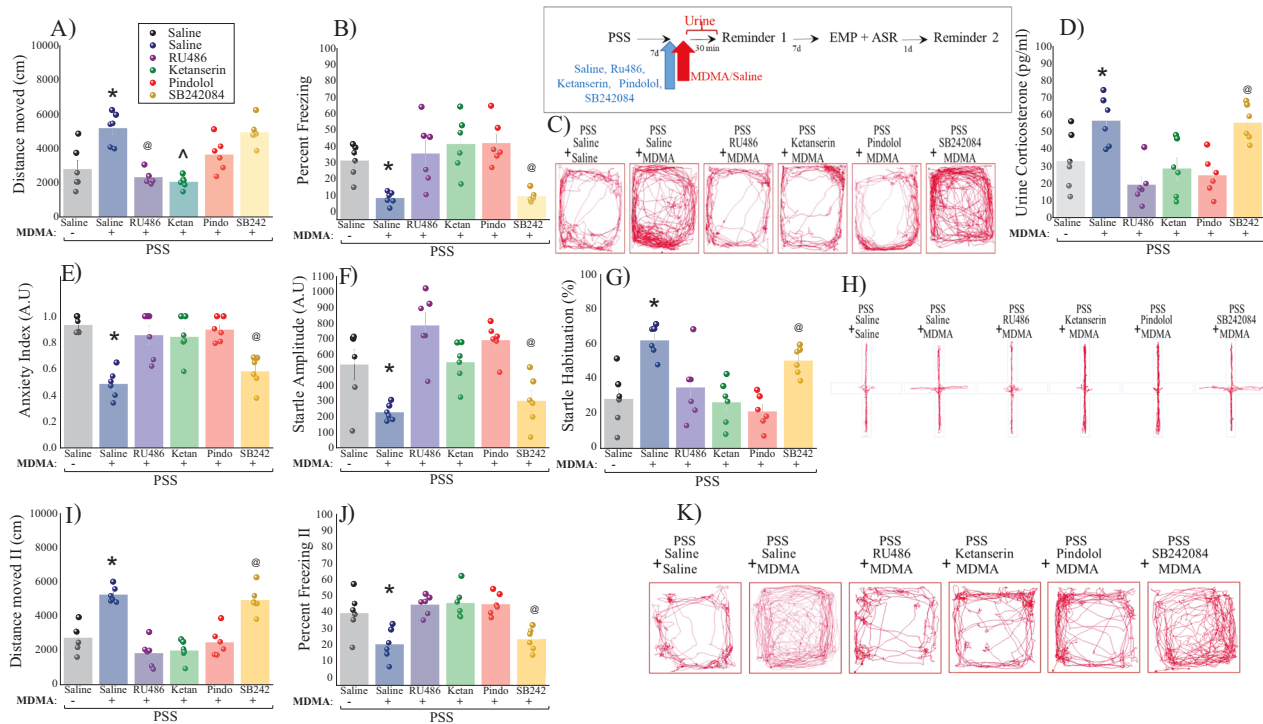 A)
Saline
Saline
RU486
Ketanserin
Pindolol
SB242084
Distance moved (cm)
10000
8000
6000
4000
2000
0
*
@
^
Saline Saline RU486 Ketan Pindo SB242
MDMA: - + + + + +
PSS
B)
Percent Freezing
100
90
80
70
60
50
40
30
20
10
0
*
@
Saline Saline RU486 Ketan Pindo SB242
MDMA: - + + + + +
PSS
Urine
PSS Reminder 1 EMP + ASR Reminder 2
7d 30 min 7d 1d
Saline, Ru486,
Ketanserin, Pindolol,
SB242084
MDMA/Saline
C)
PSS PSS PSS PSS PSS PSS
Saline Saline RU486 Ketanserin Pindolol SB242084
+ + + + + +
Saline MDMA MDMA MDMA MDMA MDMA
D)
Urine Corticosterone (pg/ml)
100
90
80
70
60
50
40
30
20
10
0
*
@
Saline Saline RU486 Ketan Pindo SB242
MDMA: - + + + + +
PSS
E)
Anxiety Index (A.U)
1.0
0.8
0.6
0.4
0.2
0.0
*
@
Saline Saline RU486 Ketan Pindo SB242
MDMA: - + + + + +
PSS
F)
Startle Amplitude (A.U)
1100
1000
900
800
700
600
500
400
300
200
100
0
*
@
Saline Saline RU486 Ketan Pindo SB242
MDMA: - + + + + +
PSS
G)
Startle Habituation (%)
80
60
40
20
0
*
@
Saline Saline RU486 Ketan Pindo SB242
MDMA: - + + + + +
PSS
H)
PSS PSS PSS PSS PSS PSS
Saline Saline RU486 Ketanserin Pindolol SB242084
+ + + + + +
Saline MDMA MDMA MDMA MDMA MDMA
I)
Distance moved II (cm)
10000
8000
6000
4000
2000
0
*
@
Saline Saline RU486 Ketan Pindo SB242
MDMA: - + + + + +
PSS
J)
Percent Freezing II
100
90
80
70
60
50
40
30
20
10
0
*
@
Saline Saline RU486 Ketan Pindo SB242
MDMA: - + + + + +
PSS
K)
PSS PSS PSS PSS PSS PSS
Saline Saline RU486 Ketanserin Pindolol SB242084
+ + + + + +
Saline MDMA MDMA MDMA MDMA MDMA